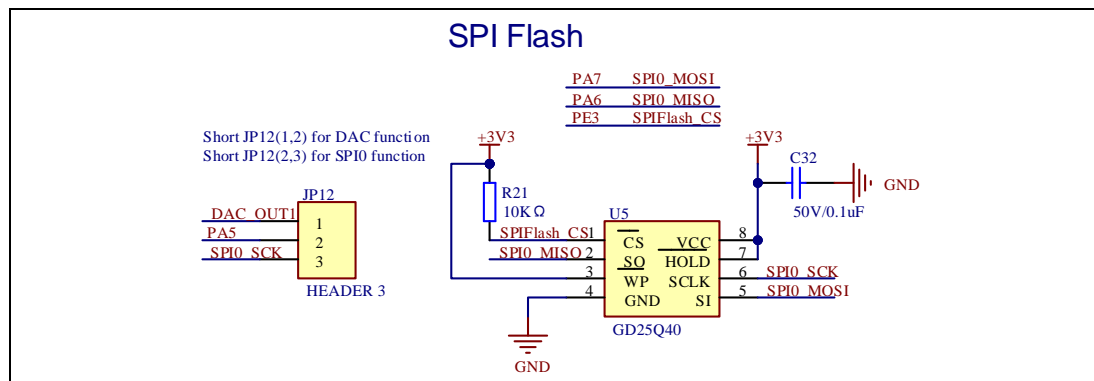 SPI Flash
PA7 SPI0_MOSI
PA6 SPI0_MISO
PE3 SPIFlash_CS
Short JP12(1,2) for DAC function
Short JP12(2,3) for SPI0 function
JP12
DAC_OUT1 1
PA5 2
SPI0_SCK 3
HEADER 3
+3V3
R21
10KΩ
+3V3
C32
50V/0.1uF
GND
U5
SPIFlash_CS 1 CS VCC 8
SPI0_MISO 2 SO HOLD 7
3 WP SCLK 6 SPI0_SCK
4 GND SI 5 SPI0_MOSI
GD25Q40
GND